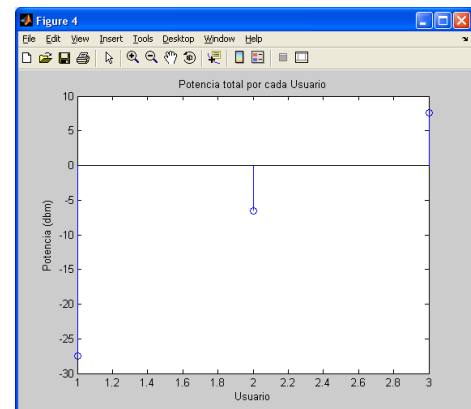 Figure 4
File Edit View Insert Tools Desktop Window Help
Potencia total por cada Usuario
10
5
0
-5
-10
-15
-20
-25
-30
Potencia (dbm)
1 1.2 1.4 1.6 1.8 2 2.2 2.4 2.6 2.8 3
Usuario